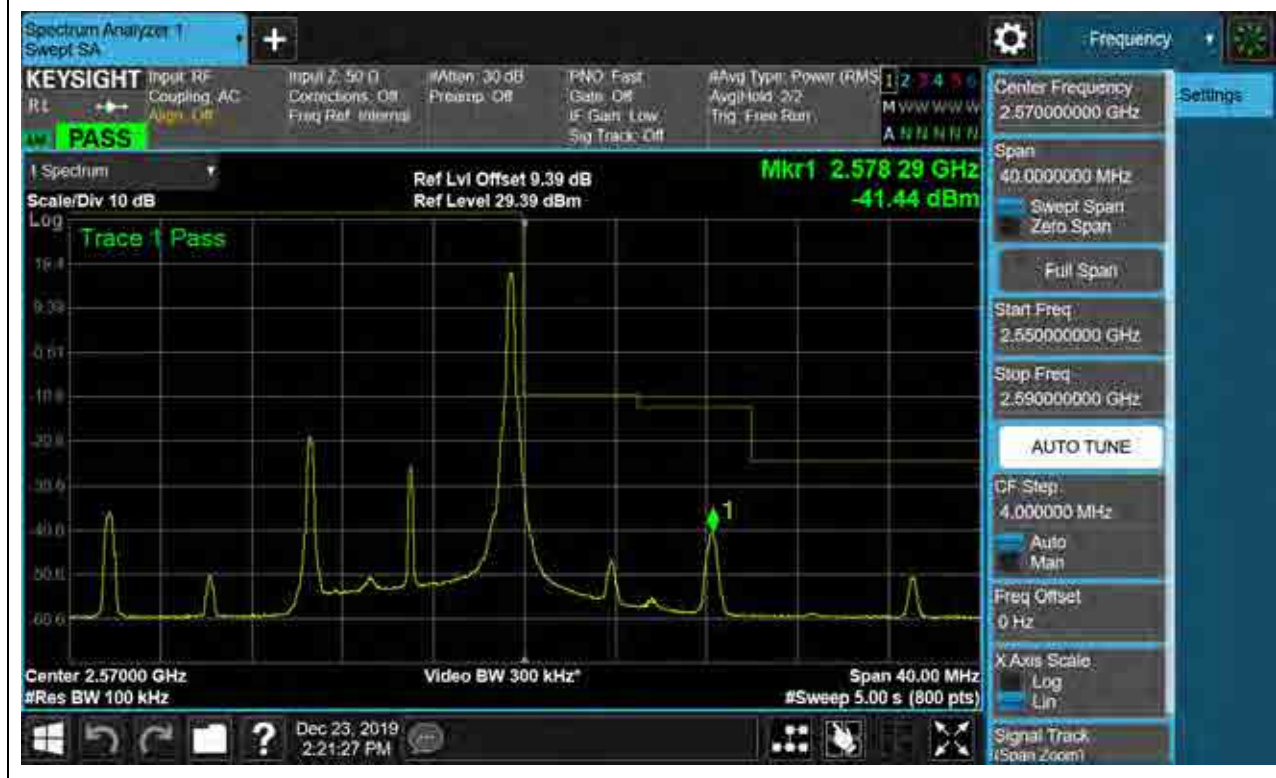 Spectrum Analyzer 1
Swept SA
+
Frequency
KEYSIGHT
RL
Input: RF
Coupling: AC
Align: Off
Input Z: 50 Ω
Corrections: Off
Freq Ref: Internal
#Atten: 30 dB
Preamp: Off
PNO: Fast
Gate: Off
IF Gain: Low
Sig Track: Off
#Avg Type: Power (RMS
Avg|Hold: 2/2
Trig: Free Run
1 2 3 4 5 6
M W W W W W
A N N N N N
PASS
1 Spectrum
Scale/Div 10 dB
Ref Lvl Offset 9.39 dB
Ref Level 29.39 dBm
Mkr1 2.578 29 GHz
-41.44 dBm
Log
Trace 1 Pass
19.4
9.39
-0.61
-10.6
-20.6
-30.6
-40.6
-50.6
-60.6
1
Center 2.57000 GHz
#Res BW 100 kHz
Video BW 300 kHz*
Span 40.00 MHz
#Sweep 5.00 s (800 pts)
Center Frequency
2.570000000 GHz
Settings
Span
40.0000000 MHz
Swept Span
Zero Span
Full Span
Start Freq
2.550000000 GHz
Stop Freq
2.590000000 GHz
AUTO TUNE
CF Step
4.000000 MHz
Auto
Man
Freq Offset
0 Hz
X Axis Scale
Log
Lin
Signal Track
(Span Zoom)
?
Dec 23, 2019
2:21:27 PM